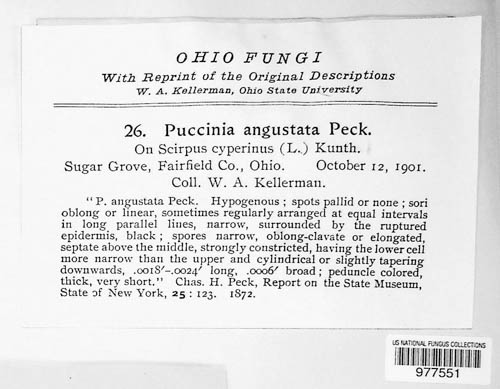 OHIO FUNGI
With Reprint of the Original Descriptions
W. A. Kellerman, Ohio State University
26. Puccinia angustata Peck.
On Scirpus cyperinus (L.) Kunth.
Sugar Grove, Fairfield Co., Ohio. October 12, 1901.
Coll. W. A. Kellerman.
"P. angustata Peck. Hypogenous ; spots pallid or none ; sori
oblong or linear, sometimes regularly arranged at equal intervals
in long parallel lines, narrow, surrounded by the ruptured
epidermis, black ; spores narrow, oblong-clavate or elongated,
septate above the middle, strongly constricted, having the lower cell
more narrow than the upper and cylindrical or slightly tapering
downwards, .0018′-.0024′ long, .0006′ broad ; peduncle colored,
thick, very short." Chas. H. Peck, Report on the State Museum,
State of New York, 25 : 123. 1872.
US NATIONAL FUNGUS COLLECTIONS
977551